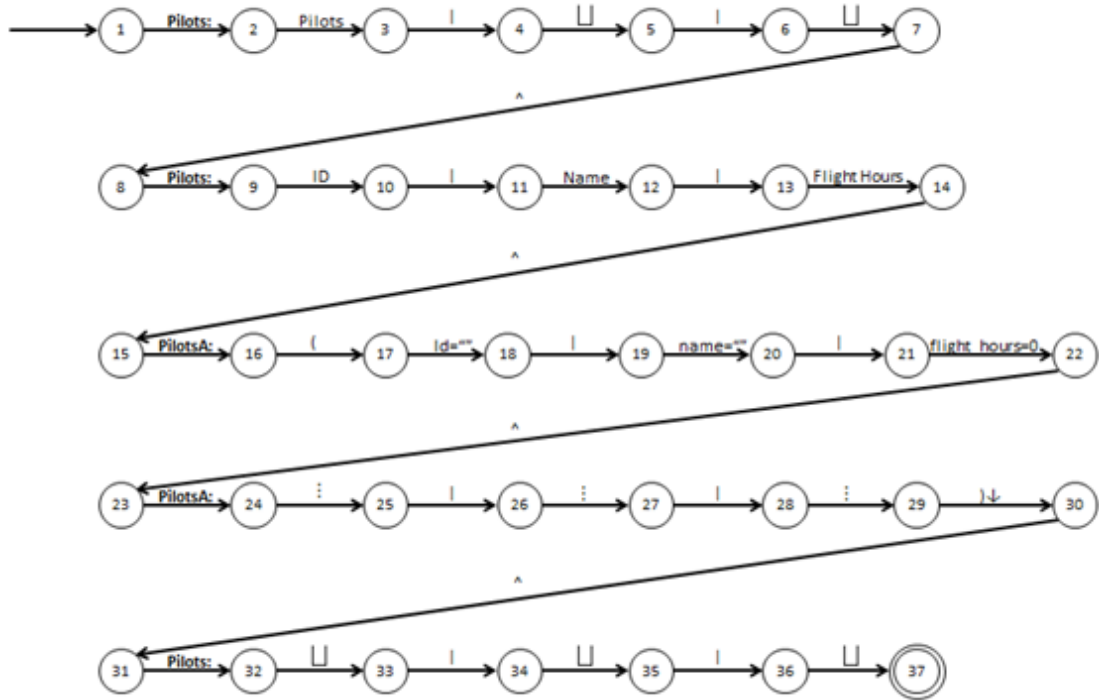 1 Pilots: 2 Pilots 3 | 4 ⊔ 5 | 6 ⊔ 7
^
8 Pilots: 9 ID 10 | 11 Name 12 | 13 Flight Hours 14
^
15 PilotsA: 16 ( 17 Id="" 18 | 19 name="" 20 | 21 flight_hours=0 22
^
23 PilotsA: 24 ⋮ 25 | 26 ⋮ 27 | 28 ⋮ 29 )↓ 30
^
31 Pilots: 32 ⊔ 33 | 34 ⊔ 35 | 36 ⊔ 37